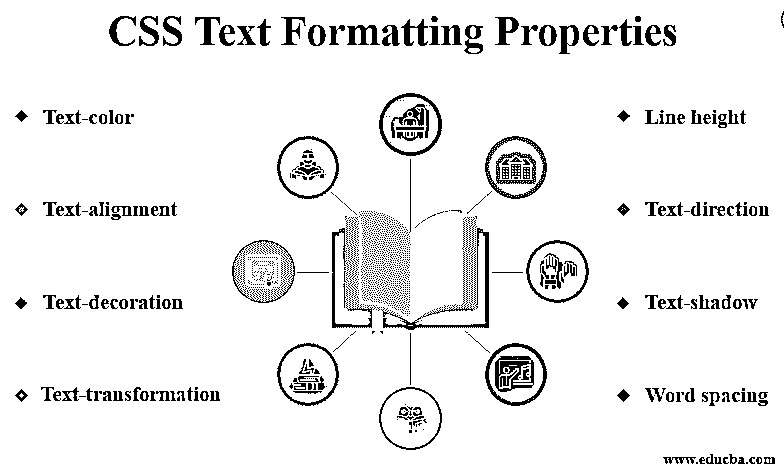 CSS Text Formatting Properties
Text-color
Text-alignment
Text-decoration
Text-transformation
Line height
Text-direction
Text-shadow
Word spacing
www.educba.com